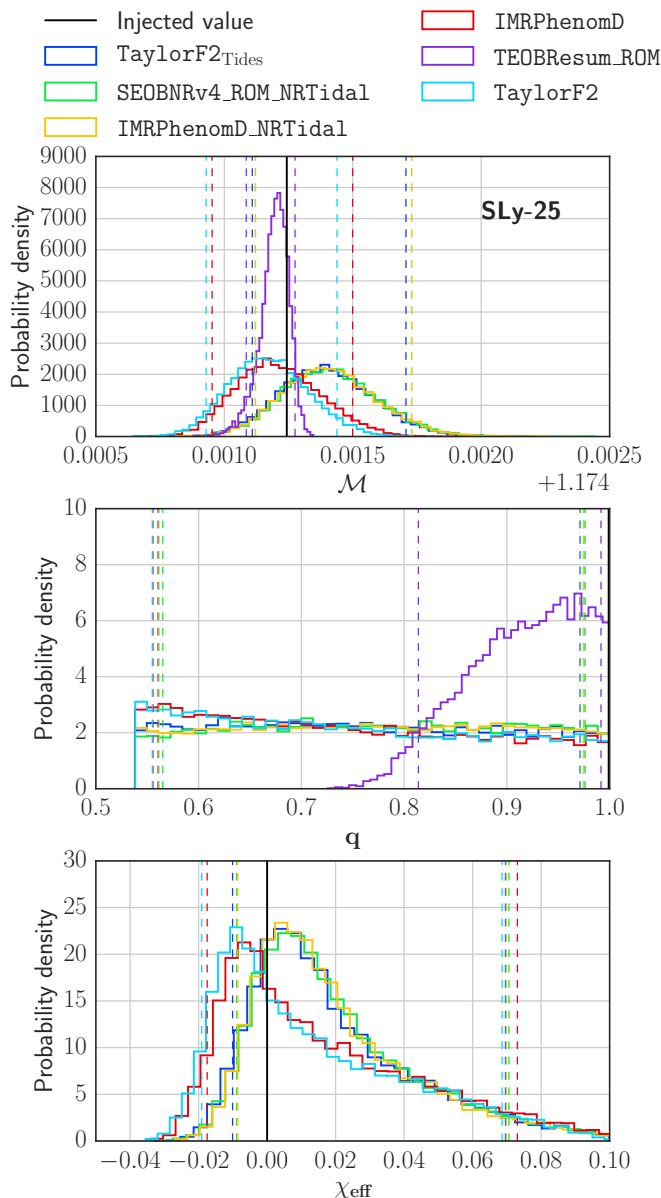 Injected value
IMRPhenomD
TaylorF2Tides
TEOBResum_ROM
SEOBNRv4_ROM_NRTidal
TaylorF2
IMRPhenomD_NRTidal
9000
8000
7000
6000
5000
4000
3000
2000
1000
0
Probability density
SLy-25
0.0005 0.0010 0.0015 0.0020 0.0025
ℳ +1.174
10
8
6
4
2
0
Probability density
0.5 0.6 0.7 0.8 0.9 1.0
q
30
25
20
15
10
5
0
Probability density
−0.04 −0.02 0.00 0.02 0.04 0.06 0.08 0.10
χeff